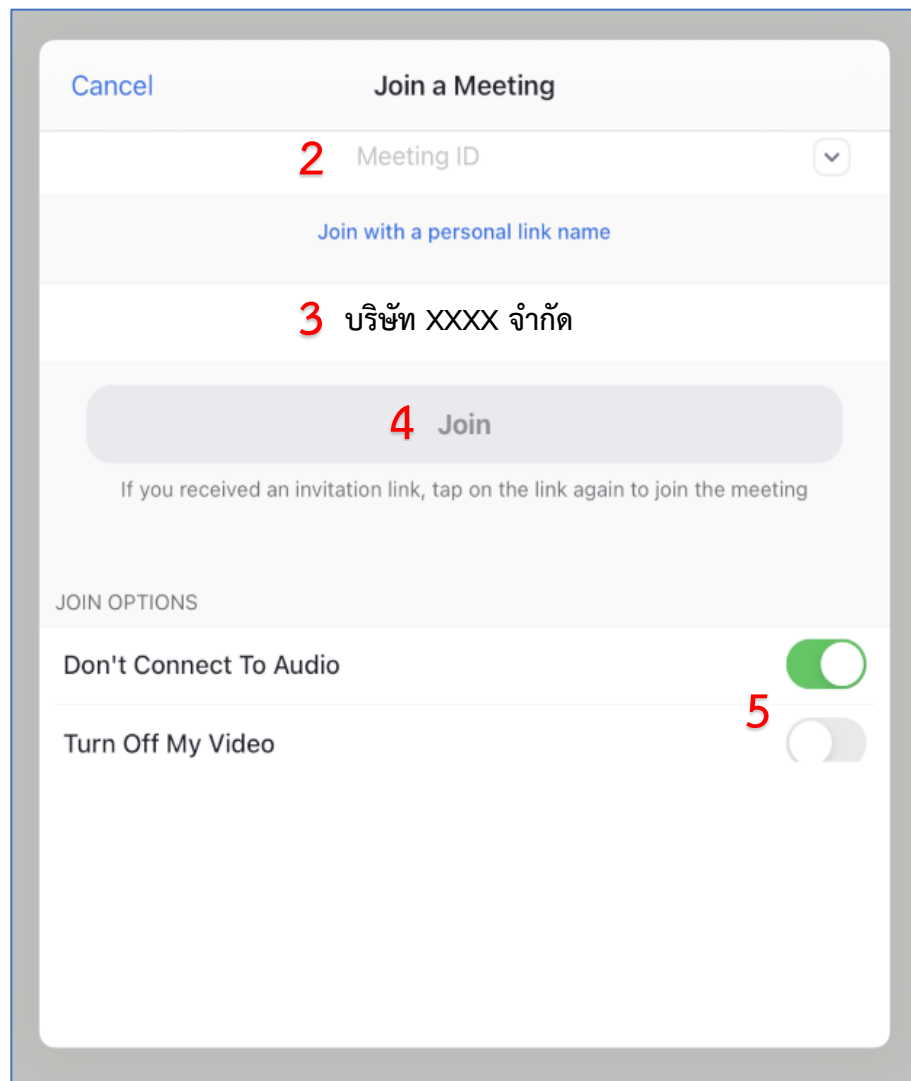 Cancel Join a Meeting
2 Meeting ID
Join with a personal link name
3 บริษัท XXXX จำกัด
4 Join
If you received an invitation link, tap on the link again to join the meeting
JOIN OPTIONS
Don't Connect To Audio
5
Turn Off My Video